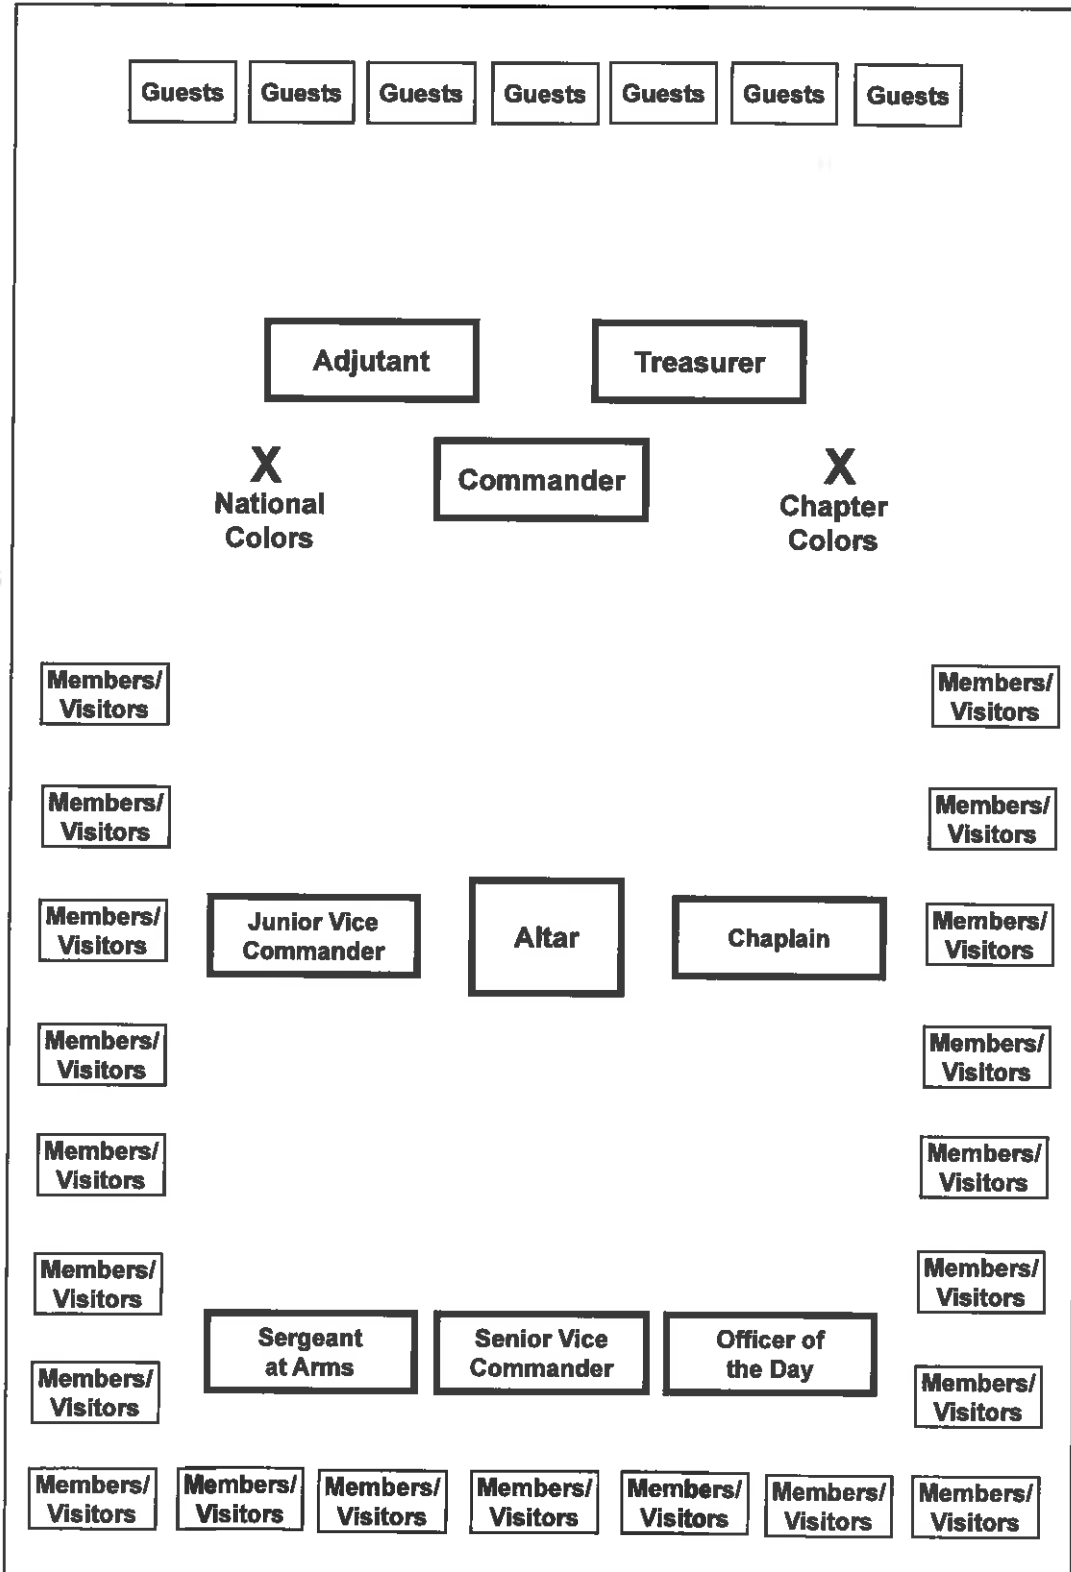 Guests Guests Guests Guests Guests Guests Guests
Adjutant Treasurer
X Commander X
National Chapter
Colors Colors
Members/ Members/
Visitors Visitors
Members/ Members/
Visitors Visitors
Members/ Junior Vice Altar Chaplain Members/
Visitors Commander Visitors
Members/ Members/
Visitors Visitors
Members/ Members/
Visitors Visitors
Members/ Members/
Visitors Visitors
Sergeant Senior Vice Officer of
at Arms Commander the Day
Members/ Members/
Visitors Visitors
Members/ Members/ Members/ Members/ Members/ Members/ Members/
Visitors Visitors Visitors Visitors Visitors Visitors Visitors